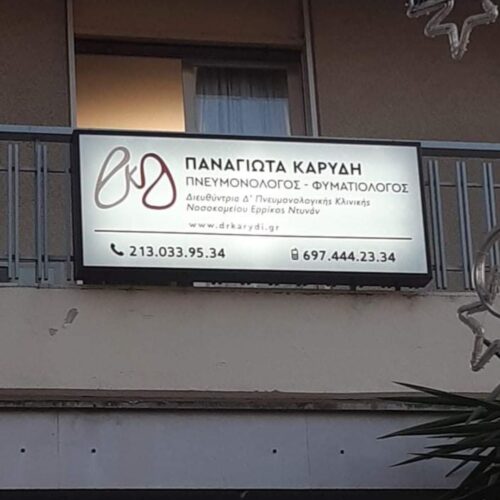 ΠΑΝΑΓΙΩΤΑ ΚΑΡΥΔΗ
ΠΝΕΥΜΟΝΟΛΟΓΟΣ - ΦΥΜΑΤΙΟΛΟΓΟΣ
Διευθύντρια Δ' Πνευμονολογικής Κλινικής
Νοσοκομείου Ερρίκος Ντυνάν
www.drkarydi.gr
213.033.95.34
697.444.23.34